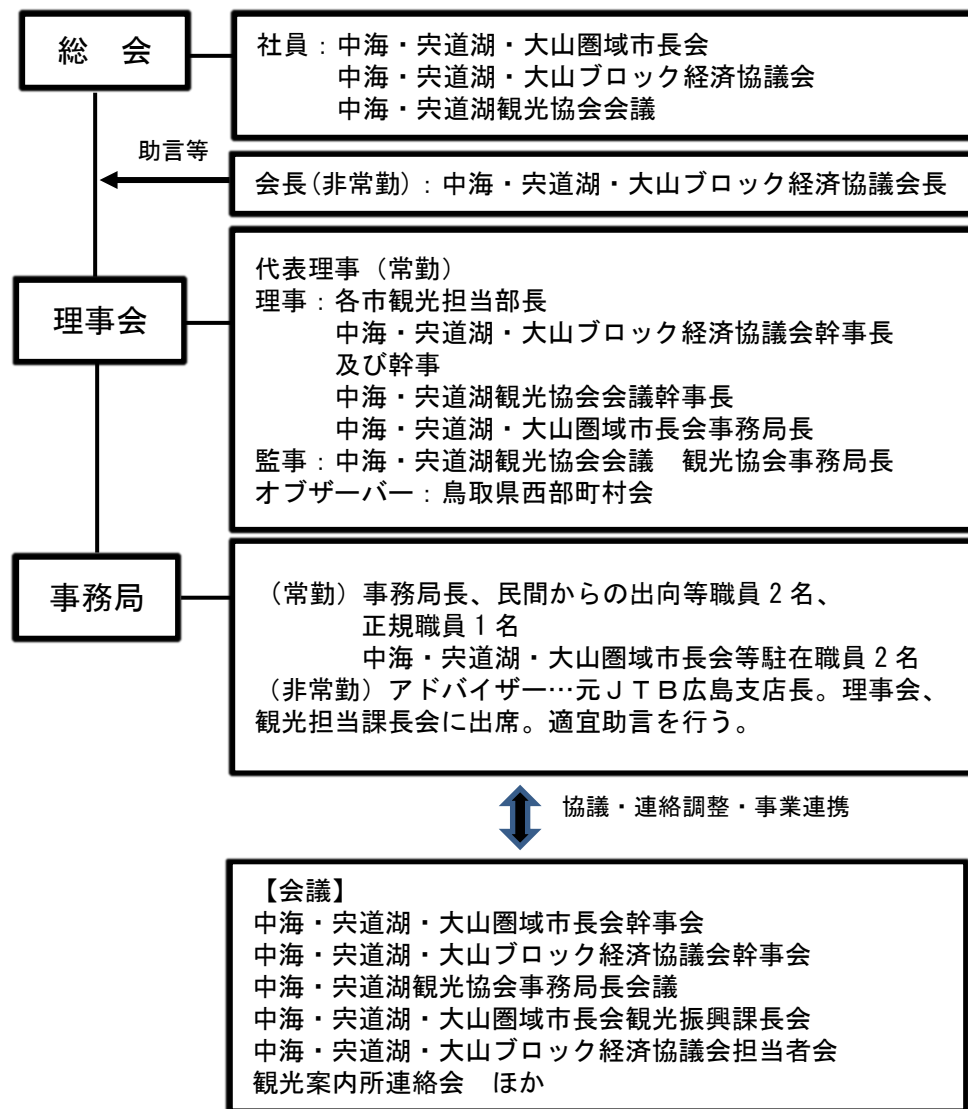 総　会
社員：中海・宍道湖・大山圏域市長会
中海・宍道湖・大山ブロック経済協議会
中海・宍道湖観光協会会議
助言等
会長(非常勤)：中海・宍道湖・大山ブロック経済協議会長
理事会
代表理事（常勤）
理事：各市観光担当部長
中海・宍道湖・大山ブロック経済協議会幹事長
及び幹事
中海・宍道湖観光協会会議幹事長
中海・宍道湖・大山圏域市長会事務局長
監事：中海・宍道湖観光協会会議　観光協会事務局長
オブザーバー：鳥取県西部町村会
事務局
（常勤）事務局長、民間からの出向等職員２名、
正規職員１名
中海・宍道湖・大山圏域市長会等駐在職員２名
（非常勤）アドバイザー…元ＪＴＢ広島支店長。理事会、
観光担当課長会に出席。適宜助言を行う。
協議・連絡調整・事業連携
【会議】
中海・宍道湖・大山圏域市長会幹事会
中海・宍道湖・大山ブロック経済協議会幹事会
中海・宍道湖観光協会事務局長会議
中海・宍道湖・大山圏域市長会観光振興課長会
中海・宍道湖・大山ブロック経済協議会担当者会
観光案内所連絡会　ほか